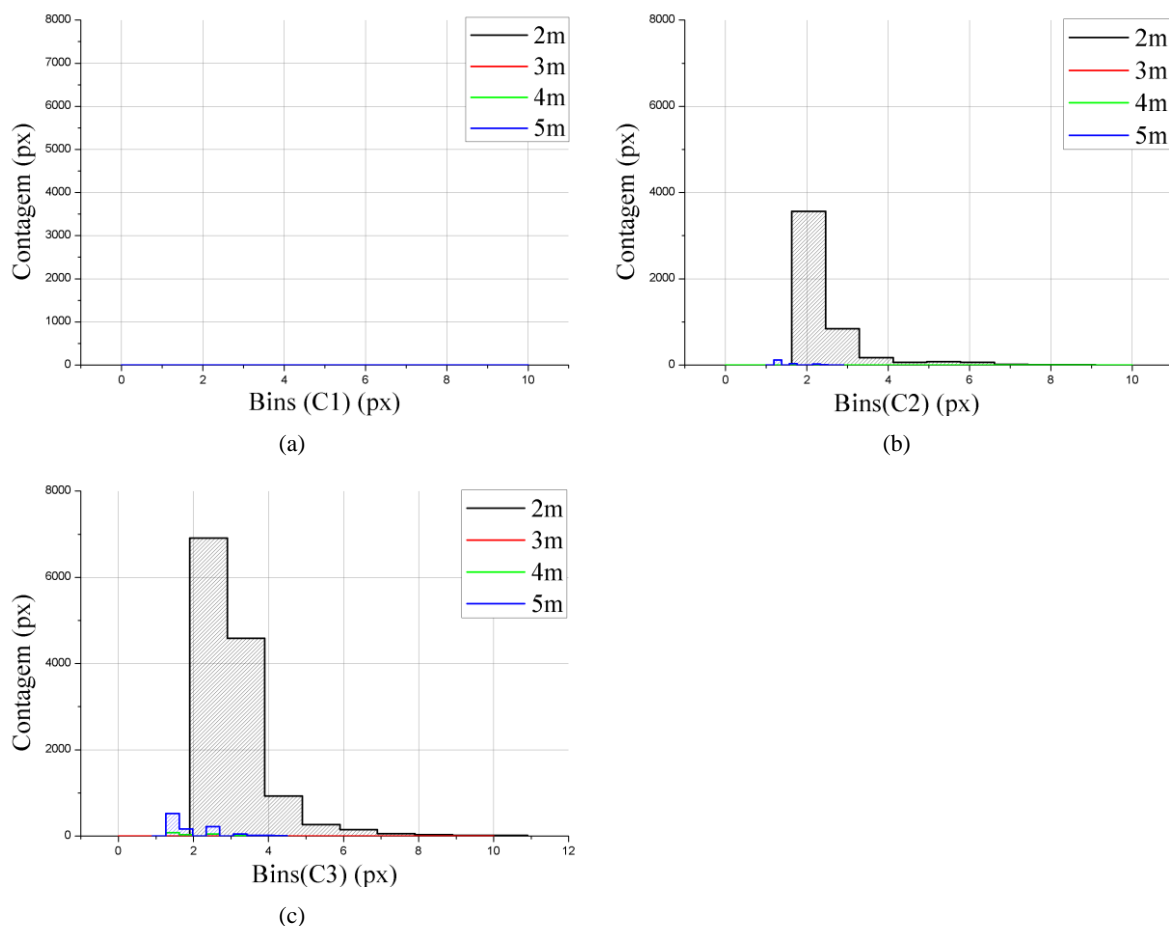 8000
7000
6000
5000
4000
3000
2000
1000
0
Contagem (px)
2m
3m
4m
5m
0 2 4 6 8 10
Bins (C1) (px)
(a)
8000
6000
4000
2000
0
Contagem (px)
2m
3m
4m
5m
0 2 4 6 8 10
Bins(C2) (px)
(b)
8000
6000
4000
2000
0
Contagem (px)
2m
3m
4m
5m
0 2 4 6 8 10 12
Bins(C3) (px)
(c)